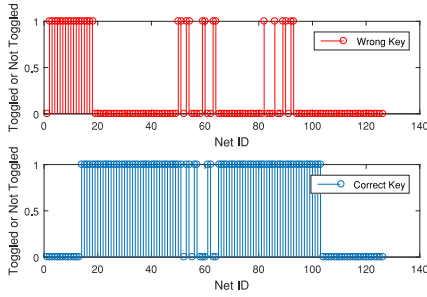 Toggled or Not Toggled
1
0.5
0
Wrong Key
0 20 40 60 80 100 120 140
Net ID
Toggled or Not Toggled
1
0.5
0
Correct Key
0 20 40 60 80 100 120 140
Net ID